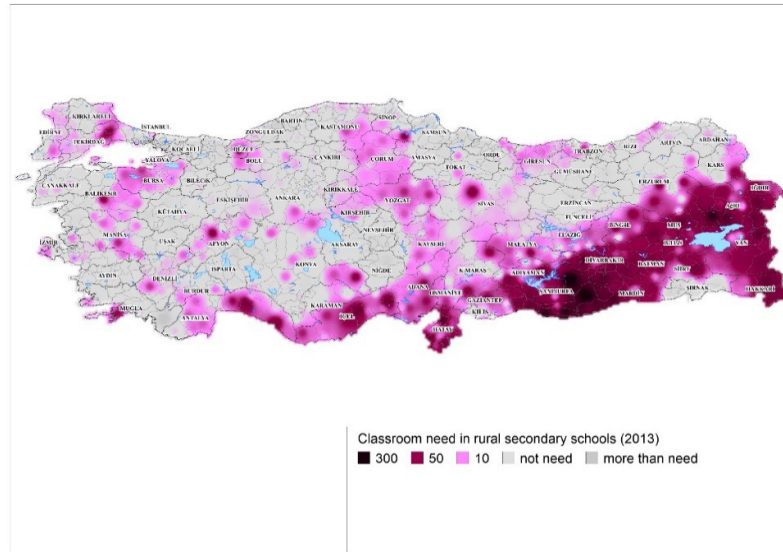 KIRKLARELİ
SİNOP
EDİRNE
İSTANBUL
BARTIN
KASTAMONU
ARTVİN
ARDAHAN
TEKİRDAĞ
ZONGULDAK
SAMSUN
TRABZON
RİZE
KOCAELİ
DÜZCE
BOLU
ÇANKIRI
ÇORUM
AMASYA
ORDU
GİRESUN
KARS
YALOVA
TOKAT
GÜMÜŞHANE
ÇANAKKALE
BURSA
BİLECİK
BALIKESİR
ESKİŞEHİR
ANKARA
KIRIKKALE
YOZGAT
SİVAS
ERZİNCAN
ERZURUM
IĞDIR
AĞRI
KÜTAHYA
KIRŞEHİR
TUNCELİ
BİNGÖL
MUŞ
MANİSA
UŞAK
AFYON
NEVŞEHİR
KAYSERİ
MALATYA
ELAZIĞ
BİTLİS
VAN
İZMİR
AKSARAY
DİYARBAKIR
BATMAN
SİİRT
AYDIN
DENİZLİ
ISPARTA
KONYA
NİĞDE
K.MARAŞ
ADIYAMAN
HAKKARİ
BURDUR
ADANA
OSMANİYE
GAZİANTEP
ŞANLIURFA
MARDİN
ŞIRNAK
MUĞLA
ANTALYA
KARAMAN
İÇEL
KİLİS
HATAY
Classroom need in rural secondary schools (2013)
300 50 10 not need more than need